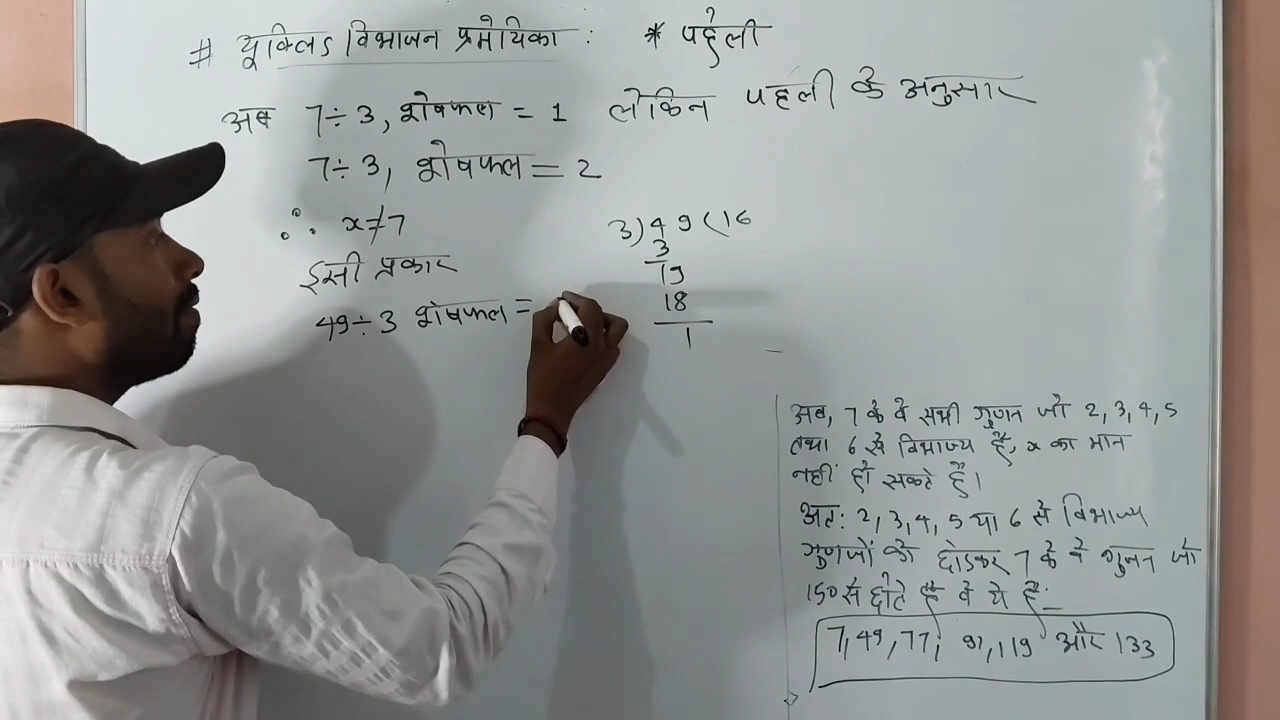 # यूक्लिड विभाजन प्रमेयिका : * पहेली
अब 7 ÷ 3, शेषफल = 1 लेकिन पहेली के अनुसार
7 ÷ 3, शेषफल = 2
∴ x ≠ 7
इसी प्रकार
49 ÷ 3 शेषफल =
3) 49 (16
3
19
18
1
अब, 7 के वे सभी गुणज जो 2, 3, 4, 5
तथा 6 से विभाज्य हैं, x का मान
नहीं हो सकते हैं।
अतः 2, 3, 4, 5 या 6 से विभाज्य
गुणजों को छोडकर 7 के वे गुणज जो
150 से छोटे हैं वे ये हैं:_
7, 49, 77, 91, 119 और 133